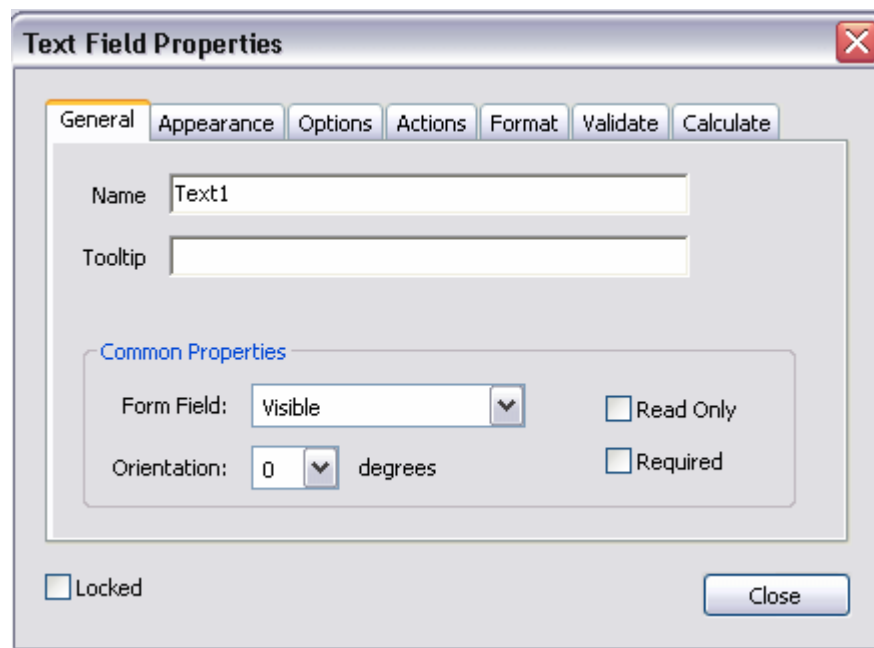 Text Field Properties
General Appearance Options Actions Format Validate Calculate
Name Text1
Tooltip
Common Properties
Form Field: Visible Read Only
Orientation: 0 degrees Required
Locked Close